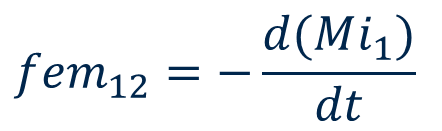 fem₁₂ = − d(Mi₁)/dt